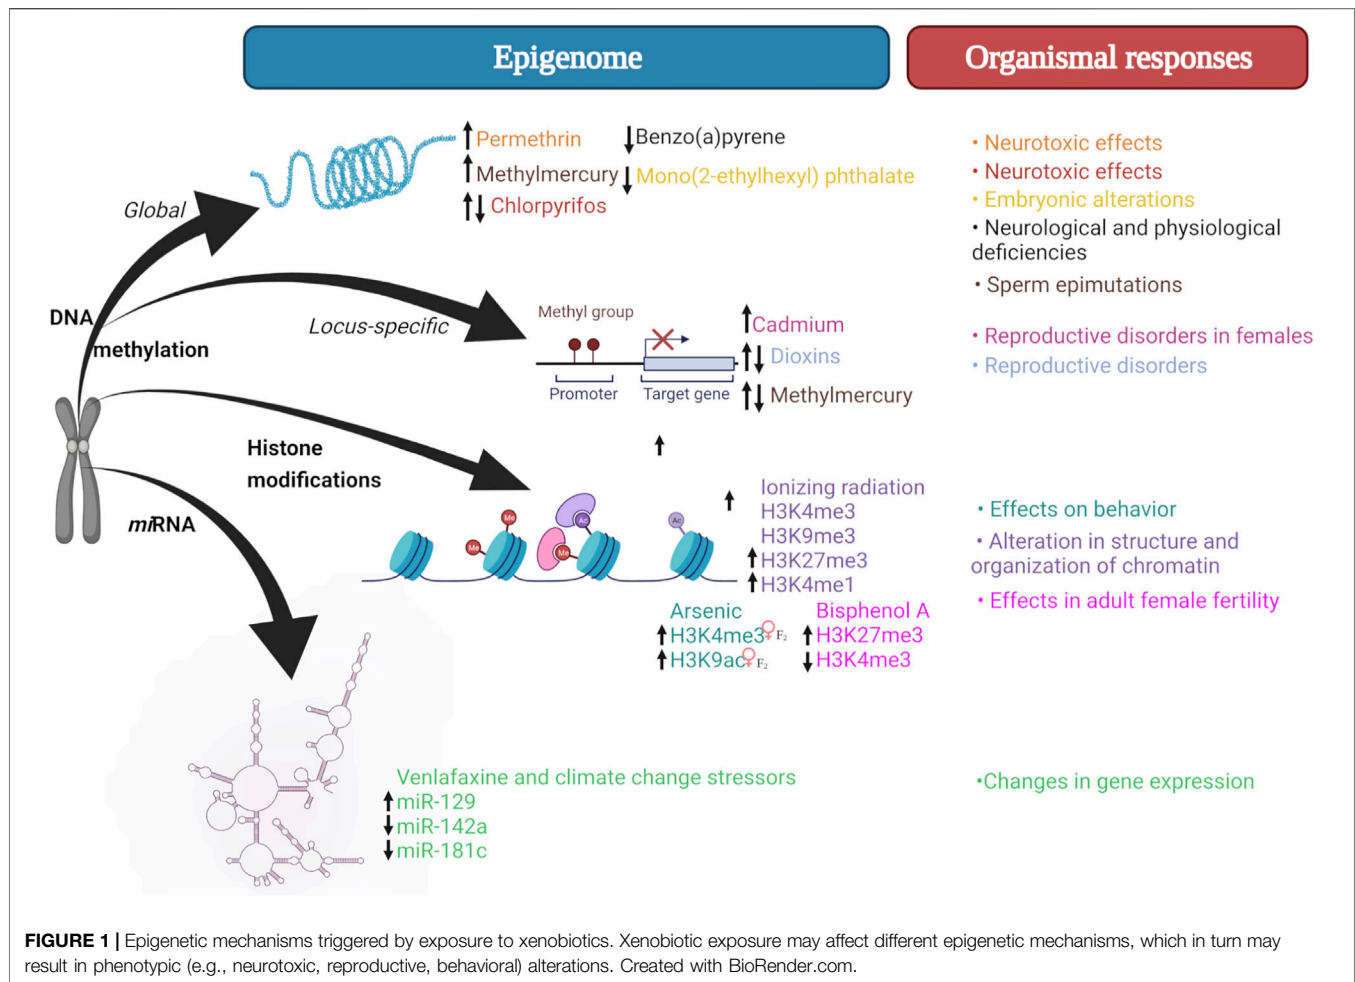 Epigenome
Organismal responses
↑Permethrin
↓Benzo(a)pyrene
↑Methylmercury
↓Mono(2-ethylhexyl) phthalate
↑↓Chlorpyrifos
Global
• Neurotoxic effects
• Neurotoxic effects
• Embryonic alterations
• Neurological and physiological
deficiencies
• Sperm epimutations
DNA
methylation
Locus-specific
Methyl group
Promoter
Target gene
↑Cadmium
↑↓Dioxins
↑↓Methylmercury
• Reproductive disorders in females
• Reproductive disorders
Histone
modifications
↑
↑
Me
Me
Ac
Me
Ac
Ionizing radiation
H3K4me3
H3K9me3
↑H3K27me3
↑H3K4me1
Arsenic
↑H3K4me3♀F₂
↑H3K9ac♀F₂
Bisphenol A
↑H3K27me3
↓H3K4me3
• Effects on behavior
• Alteration in structure and
organization of chromatin
• Effects in adult female fertility
miRNA
Venlafaxine and climate change stressors
↑miR-129
↓miR-142a
↓miR-181c
•Changes in gene expression
FIGURE 1 | Epigenetic mechanisms triggered by exposure to xenobiotics. Xenobiotic exposure may affect different epigenetic mechanisms, which in turn may
result in phenotypic (e.g., neurotoxic, reproductive, behavioral) alterations. Created with BioRender.com.